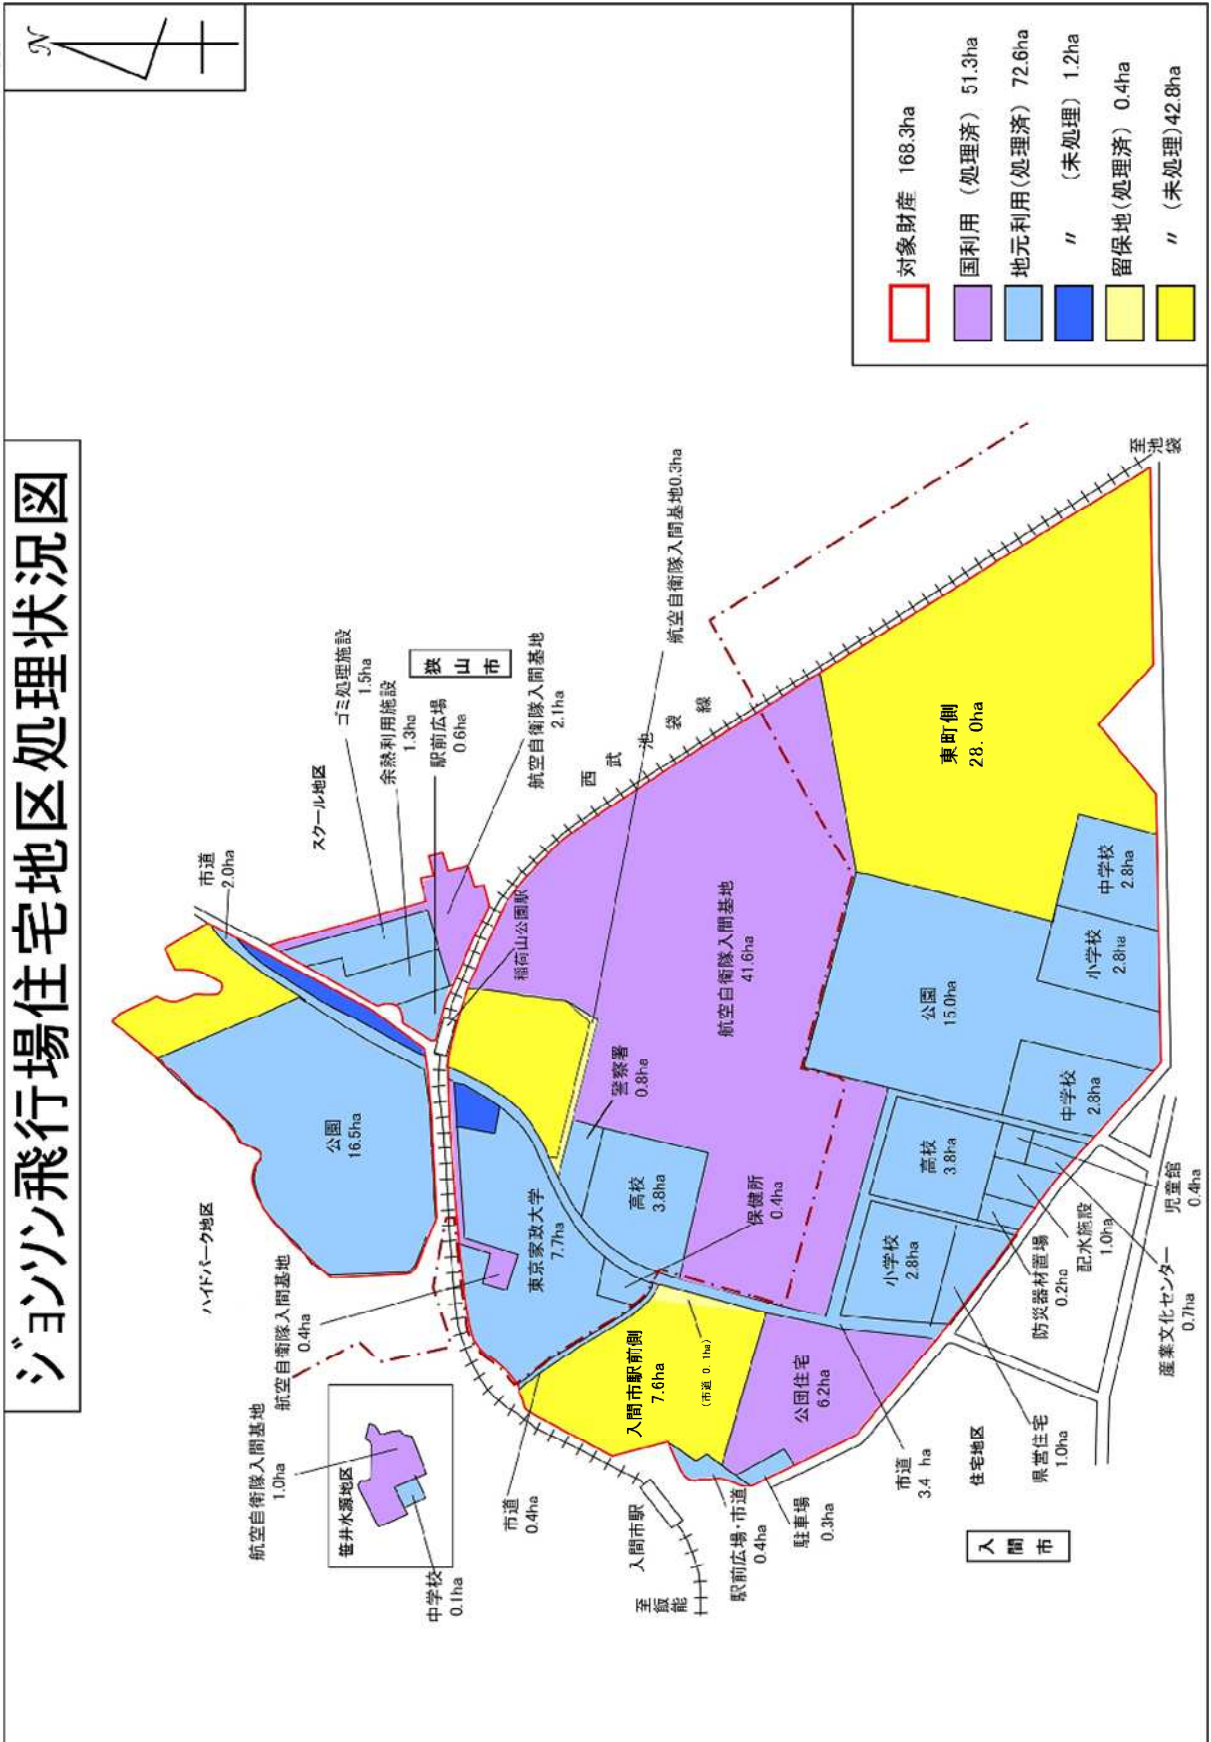 ジョンソン飛行場住宅地区処理状況図
N
対象財産 168.3ha
国利用（処理済） 51.3ha
地元利用（処理済） 72.6ha
〃 （未処理） 1.2ha
留保地（処理済） 0.4ha
〃 （未処理）42.8ha
市道
2.0ha
スクール地区
ゴミ処理施設
1.5ha
余熱利用施設
1.3ha
駅前広場
0.6ha
狭山市
航空自衛隊入間基地
2.1ha
航空自衛隊入間基地0.3ha
西武池袋線
稲荷山公園駅
ハイドパーク地区
公園
16.5ha
航空自衛隊入間基地
0.4ha
航空自衛隊入間基地
1.0ha
笹井水源地区
中学校
0.1ha
東京家政大学
7.7ha
警察署
0.8ha
高校
3.8ha
保健所
0.4ha
航空自衛隊入間基地
41.6ha
東町側
28.0ha
至池袋
市道
0.4ha
入間市駅
至飯能
入間市駅前側
7.6ha
（市道 0.1ha）
公団住宅
6.2ha
駅前広場・市道
0.4ha
駐車場
0.3ha
市道
3.4 ha
公園
15.0ha
中学校
2.8ha
小学校
2.8ha
中学校
2.8ha
高校
3.8ha
小学校
2.8ha
住宅地区
県営住宅
1.0ha
防災器材置場
0.2ha
配水施設
1.0ha
産業文化センター
0.7ha
児童館
0.4ha
入間市